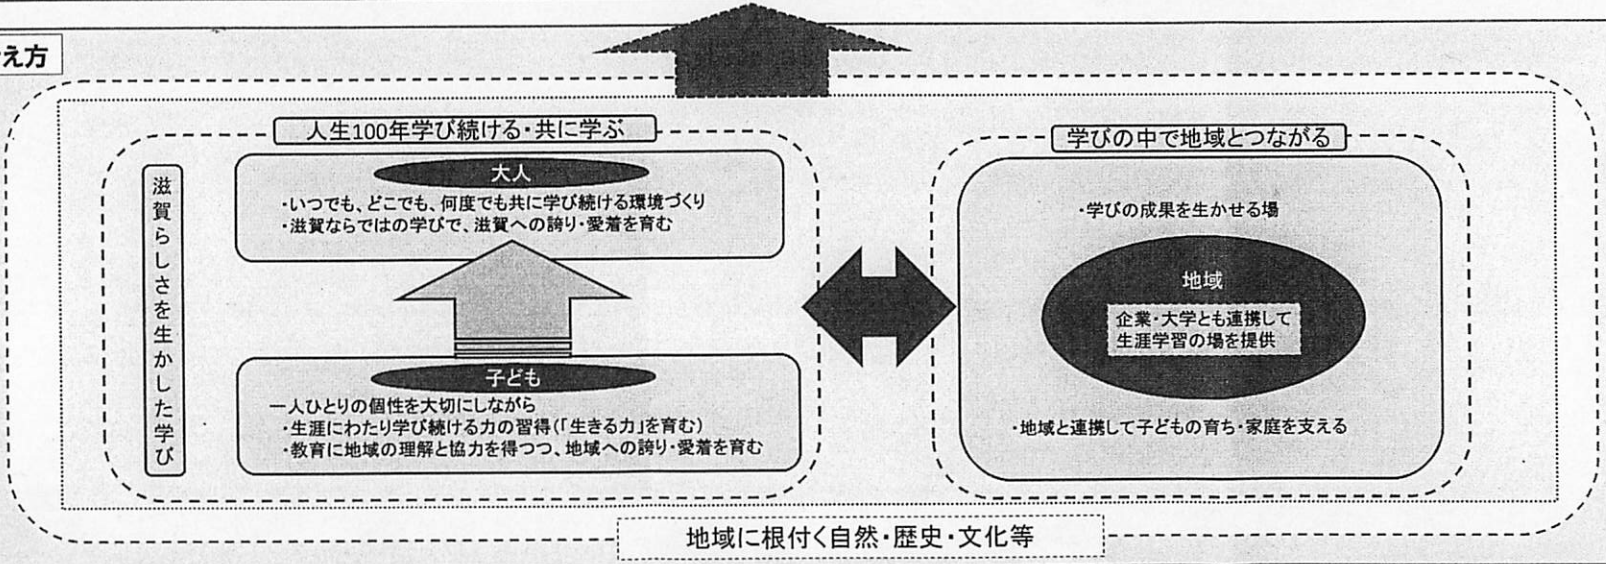 え方
人生100年学び続ける・共に学ぶ
滋賀らしさを生かした学び
大人
・いつでも、どこでも、何度でも共に学び続ける環境づくり
・滋賀ならではの学びで、滋賀への誇り・愛着を育む
子ども
一人ひとりの個性を大切にしながら
・生涯にわたり学び続ける力の習得(「生きる力」を育む)
・教育に地域の理解と協力を得つつ、地域への誇り・愛着を育む
学びの中で地域とつながる
・学びの成果を生かせる場
地域
企業・大学とも連携して
生涯学習の場を提供
・地域と連携して子どもの育ち・家庭を支える
地域に根付く自然・歴史・文化等